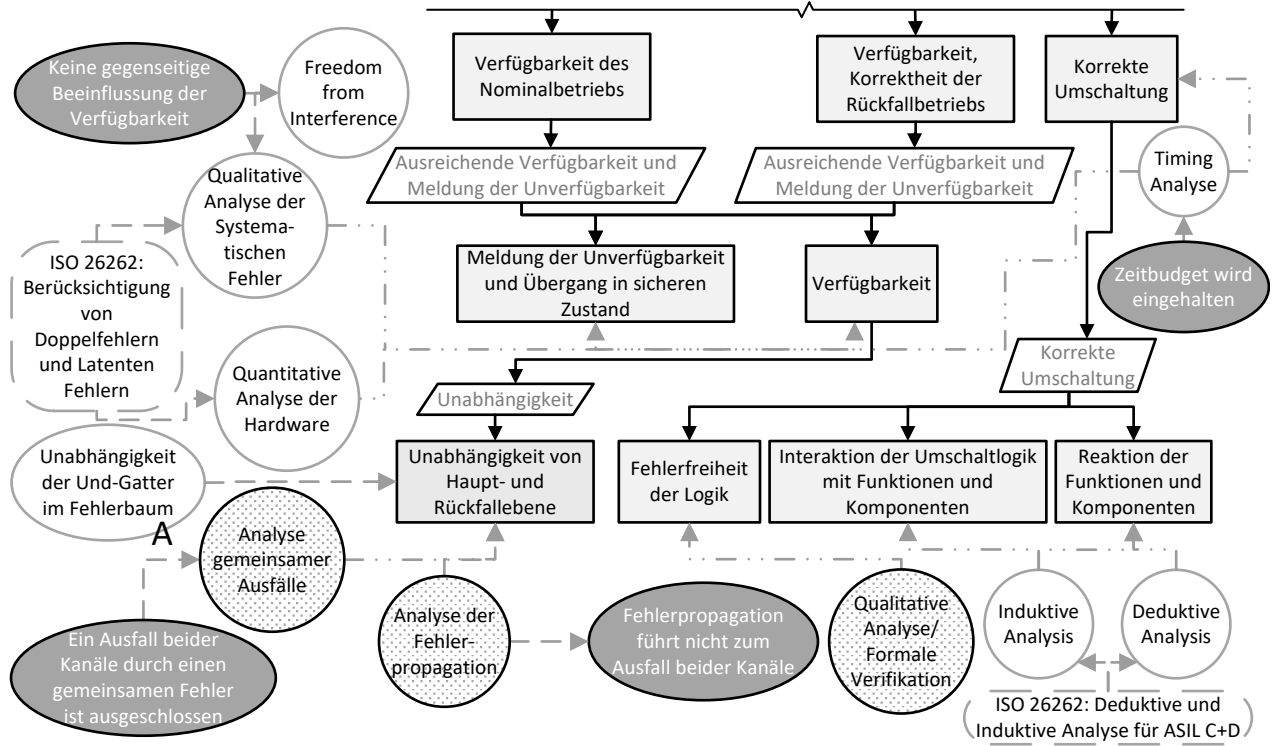 Keine gegenseitige
Beeinflussung der
Verfügbarkeit
Freedom
from
Interference
Verfügbarkeit des
Nominalbetriebs
Verfügbarkeit,
Korrektheit der
Rückfallbetriebs
Korrekte
Umschaltung
Ausreichende Verfügbarkeit und
Meldung der Unverfügbarkeit
Ausreichende Verfügbarkeit und
Meldung der Unverfügbarkeit
Timing
Analyse
Qualitative
Analyse der
Systema-
tischen
Fehler
ISO 26262:
Berücksichtigung
von
Doppelfehlern
und Latenten
Fehlern
Meldung der Unverfügbarkeit
und Übergang in sicheren
Zustand
Verfügbarkeit
Zeitbudget wird
eingehalten
Korrekte
Umschaltung
Quantitative
Analyse der
Hardware
Unabhängigkeit
Unabhängigkeit
der Und-Gatter
im Fehlerbaum
A
Unabhängigkeit von
Haupt- und
Rückfallebene
Fehlerfreiheit
der Logik
Interaktion der Umschaltlogik
mit Funktionen und
Komponenten
Reaktion der
Funktionen und
Komponenten
Analyse
gemeinsamer
Ausfälle
Analyse der
Fehler-
propagation
Fehlerpropagation
führt nicht zum
Ausfall beider Kanäle
Qualitative
Analyse/
Formale
Verifikation
Induktive
Analysis
Deduktive
Analysis
Ein Ausfall beider
Kanäle durch einen
gemeinsamen Fehler
ist ausgeschlossen
ISO 26262: Deduktive und
Induktive Analyse für ASIL C+D